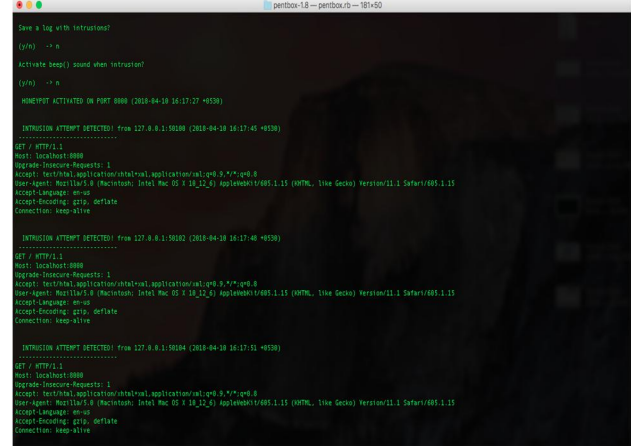 pentbox-1.8 — pentbox.rb — 181×50
Save a log with intrusions?
(y/n) -> n
Activate beep() sound when intrusion?
(y/n) -> n
HONEYPOT ACTIVATED ON PORT 8080 (2018-04-10 16:17:27 +0530)
INTRUSION ATTEMPT DETECTED! from 127.0.0.1:50100 (2018-04-10 16:17:45 +0530)
-----------------------------
GET / HTTP/1.1
Host: localhost:8080
Upgrade-Insecure-Requests: 1
Accept: text/html,application/xhtml+xml,application/xml;q=0.9,*/*;q=0.8
User-Agent: Mozilla/5.0 (Macintosh; Intel Mac OS X 10_12_6) AppleWebKit/605.1.15 (KHTML, like Gecko) Version/11.1 Safari/605.1.15
Accept-Language: en-us
Accept-Encoding: gzip, deflate
Connection: keep-alive
INTRUSION ATTEMPT DETECTED! from 127.0.0.1:50102 (2018-04-10 16:17:48 +0530)
-----------------------------
GET / HTTP/1.1
Host: localhost:8080
Upgrade-Insecure-Requests: 1
Accept: text/html,application/xhtml+xml,application/xml;q=0.9,*/*;q=0.8
User-Agent: Mozilla/5.0 (Macintosh; Intel Mac OS X 10_12_6) AppleWebKit/605.1.15 (KHTML, like Gecko) Version/11.1 Safari/605.1.15
Accept-Language: en-us
Accept-Encoding: gzip, deflate
Connection: keep-alive
INTRUSION ATTEMPT DETECTED! from 127.0.0.1:50104 (2018-04-10 16:17:51 +0530)
-----------------------------
GET / HTTP/1.1
Host: localhost:8080
Upgrade-Insecure-Requests: 1
Accept: text/html,application/xhtml+xml,application/xml;q=0.9,*/*;q=0.8
User-Agent: Mozilla/5.0 (Macintosh; Intel Mac OS X 10_12_6) AppleWebKit/605.1.15 (KHTML, like Gecko) Version/11.1 Safari/605.1.15
Accept-Language: en-us
Accept-Encoding: gzip, deflate
Connection: keep-alive